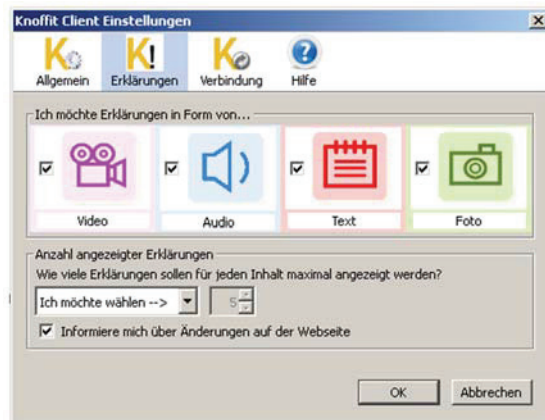 Knoffit Client Einstellungen
Allgemein Erklärungen Verbindung Hilfe
Ich möchte Erklärungen in Form von...
Video Audio Text Foto
Anzahl angezeigter Erklärungen
Wie viele Erklärungen sollen für jeden Inhalt maximal angezeigt werden?
Ich möchte wählen --> 5
Informiere mich über Änderungen auf der Webseite
OK Abbrechen